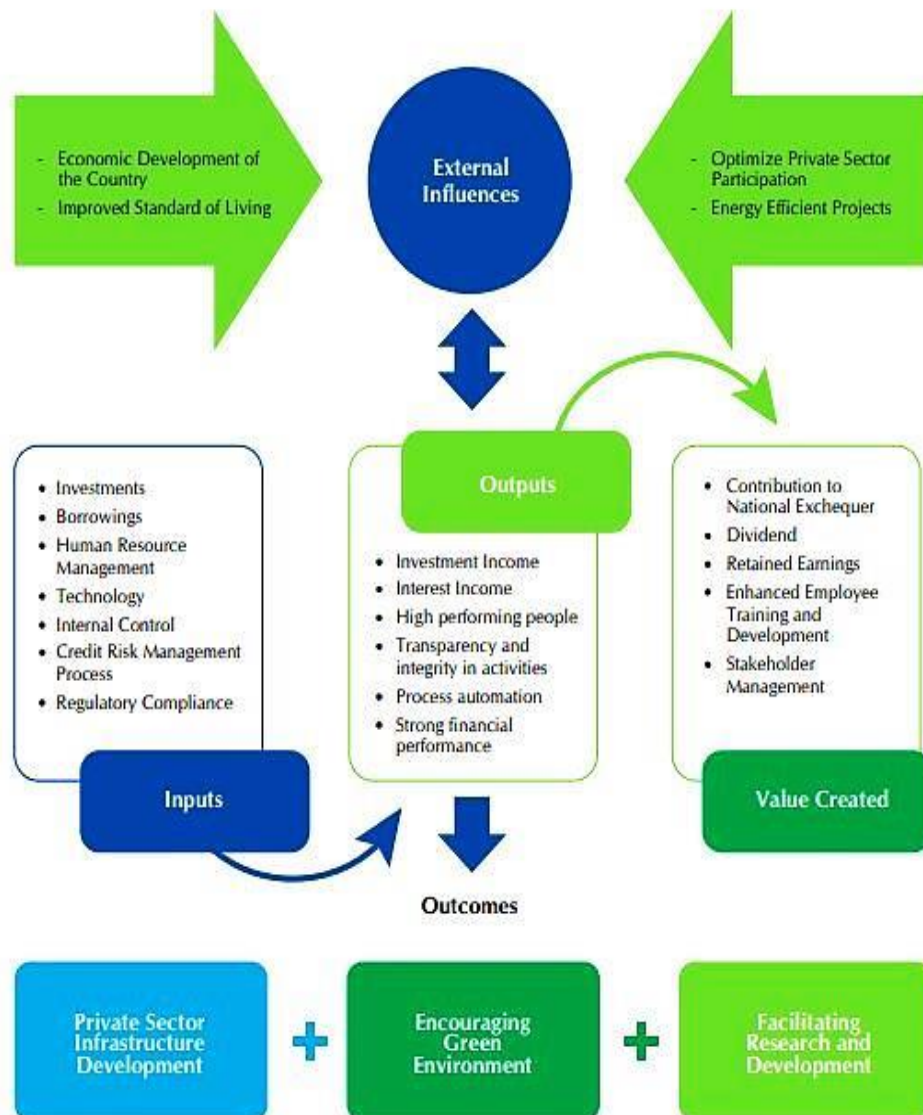 - Economic Development of
the Country
- Improved Standard of Living
External
Influences
- Optimize Private Sector
Participation
- Energy Efficient Projects
• Investments
• Borrowings
• Human Resource
Management
• Technology
• Internal Control
• Credit Risk Management
Process
• Regulatory Compliance
Inputs
Outputs
• Investment Income
• Interest Income
• High performing people
• Transparency and
integrity in activities
• Process automation
• Strong financial
performance
• Contribution to
National Exchequer
• Dividend
• Retained Earnings
• Enhanced Employee
Training and
Development
• Stakeholder
Management
Value Created
Outcomes
Private Sector
Infrastructure
Development
+
Encouraging
Green
Environment
+
Facilitating
Research and
Development